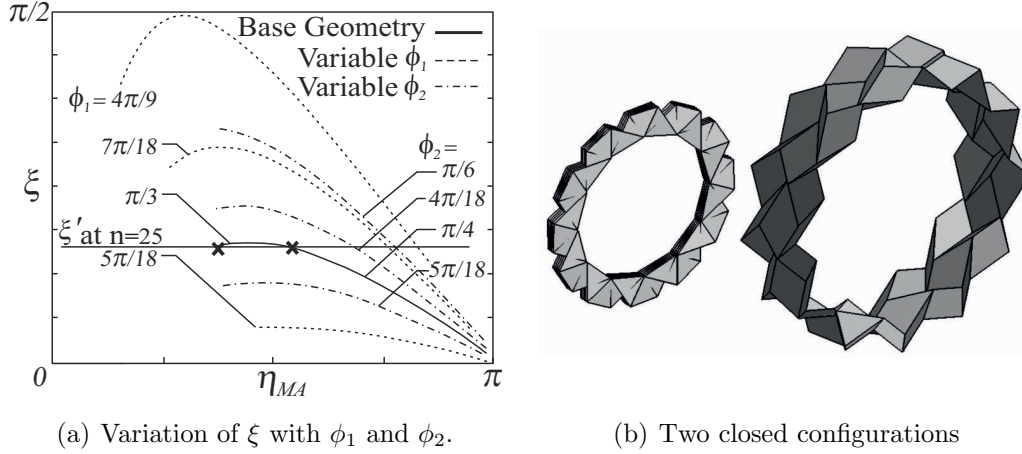 π/2
Base Geometry
Variable ϕ1
Variable ϕ2
ϕ1= 4π/9
7π/18
ϕ2=
π/6
π/3
4π/18
ξ
π/4
ξ′ at n=25
5π/18
5π/18
0
ηMA
π
(a) Variation of ξ with ϕ1 and ϕ2.
(b) Two closed configurations